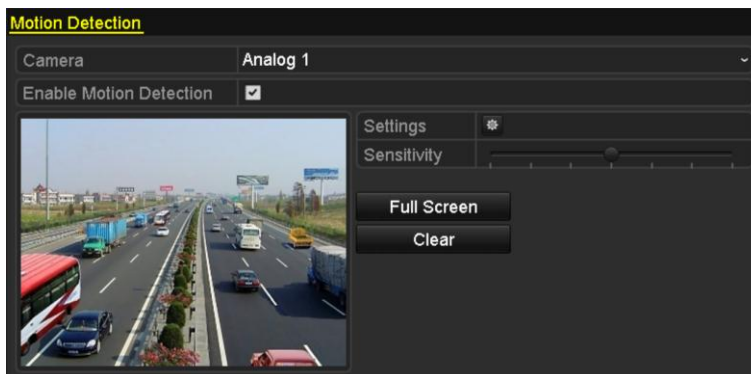 Motion Detection
Camera
Analog 1
Enable Motion Detection
Settings
Sensitivity
Full Screen
Clear